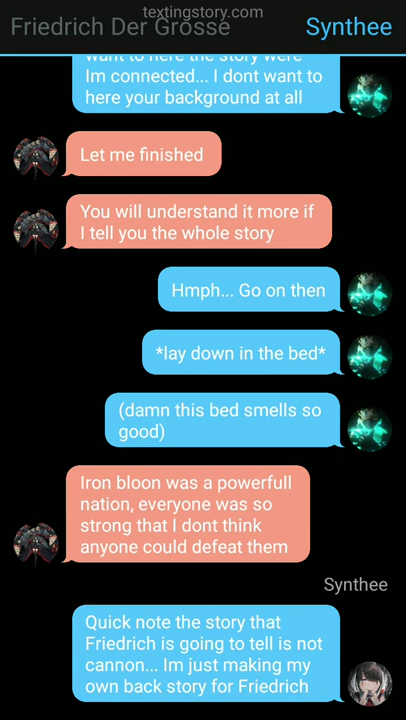 textingstory.com
Friedrich Der Grosse
Synthee
want to here the story were
Im connected... I dont want to
here your background at all
Let me finished
You will understand it more if
I tell you the whole story
Hmph... Go on then
*lay down in the bed*
(damn this bed smells so
good)
Iron bloon was a powerfull
nation, everyone was so
strong that I dont think
anyone could defeat them
Synthee
Quick note the story that
Friedrich is going to tell is not
cannon... Im just making my
own back story for Friedrich